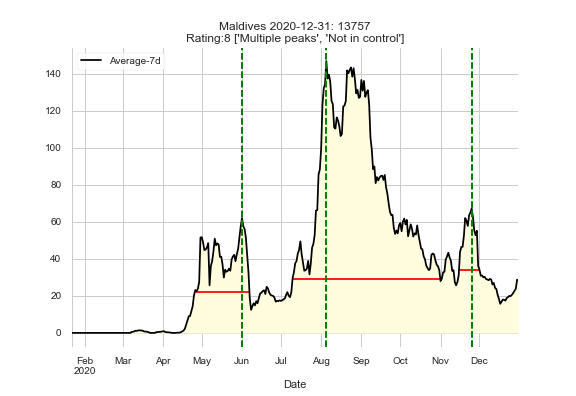 Maldives 2020-12-31: 13757
Rating:8 ['Multiple peaks', 'Not in control']
Average-7d
140
120
100
80
60
40
20
0
Feb Mar Apr May Jun Jul Aug Sep Oct Nov Dec
2020
Date